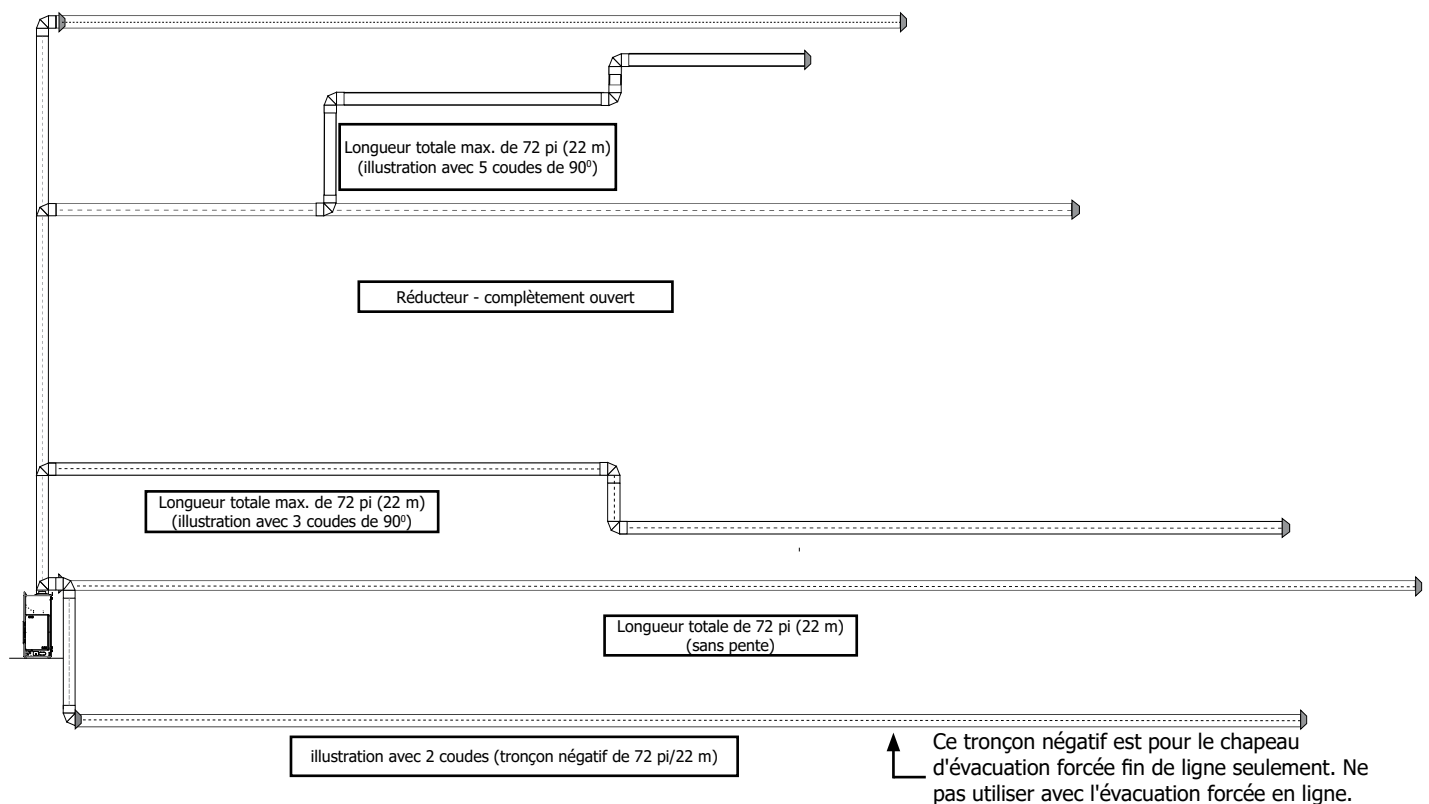 Longueur totale max. de 72 pi (22 m)
(illustration avec 5 coudes de 90⁰)
Réducteur - complètement ouvert
Longueur totale max. de 72 pi (22 m)
(illustration avec 3 coudes de 90⁰)
Longueur totale de 72 pi (22 m)
(sans pente)
illustration avec 2 coudes (tronçon négatif de 72 pi/22 m)
Ce tronçon négatif est pour le chapeau
d'évacuation forcée fin de ligne seulement. Ne
pas utiliser avec l'évacuation forcée en ligne.